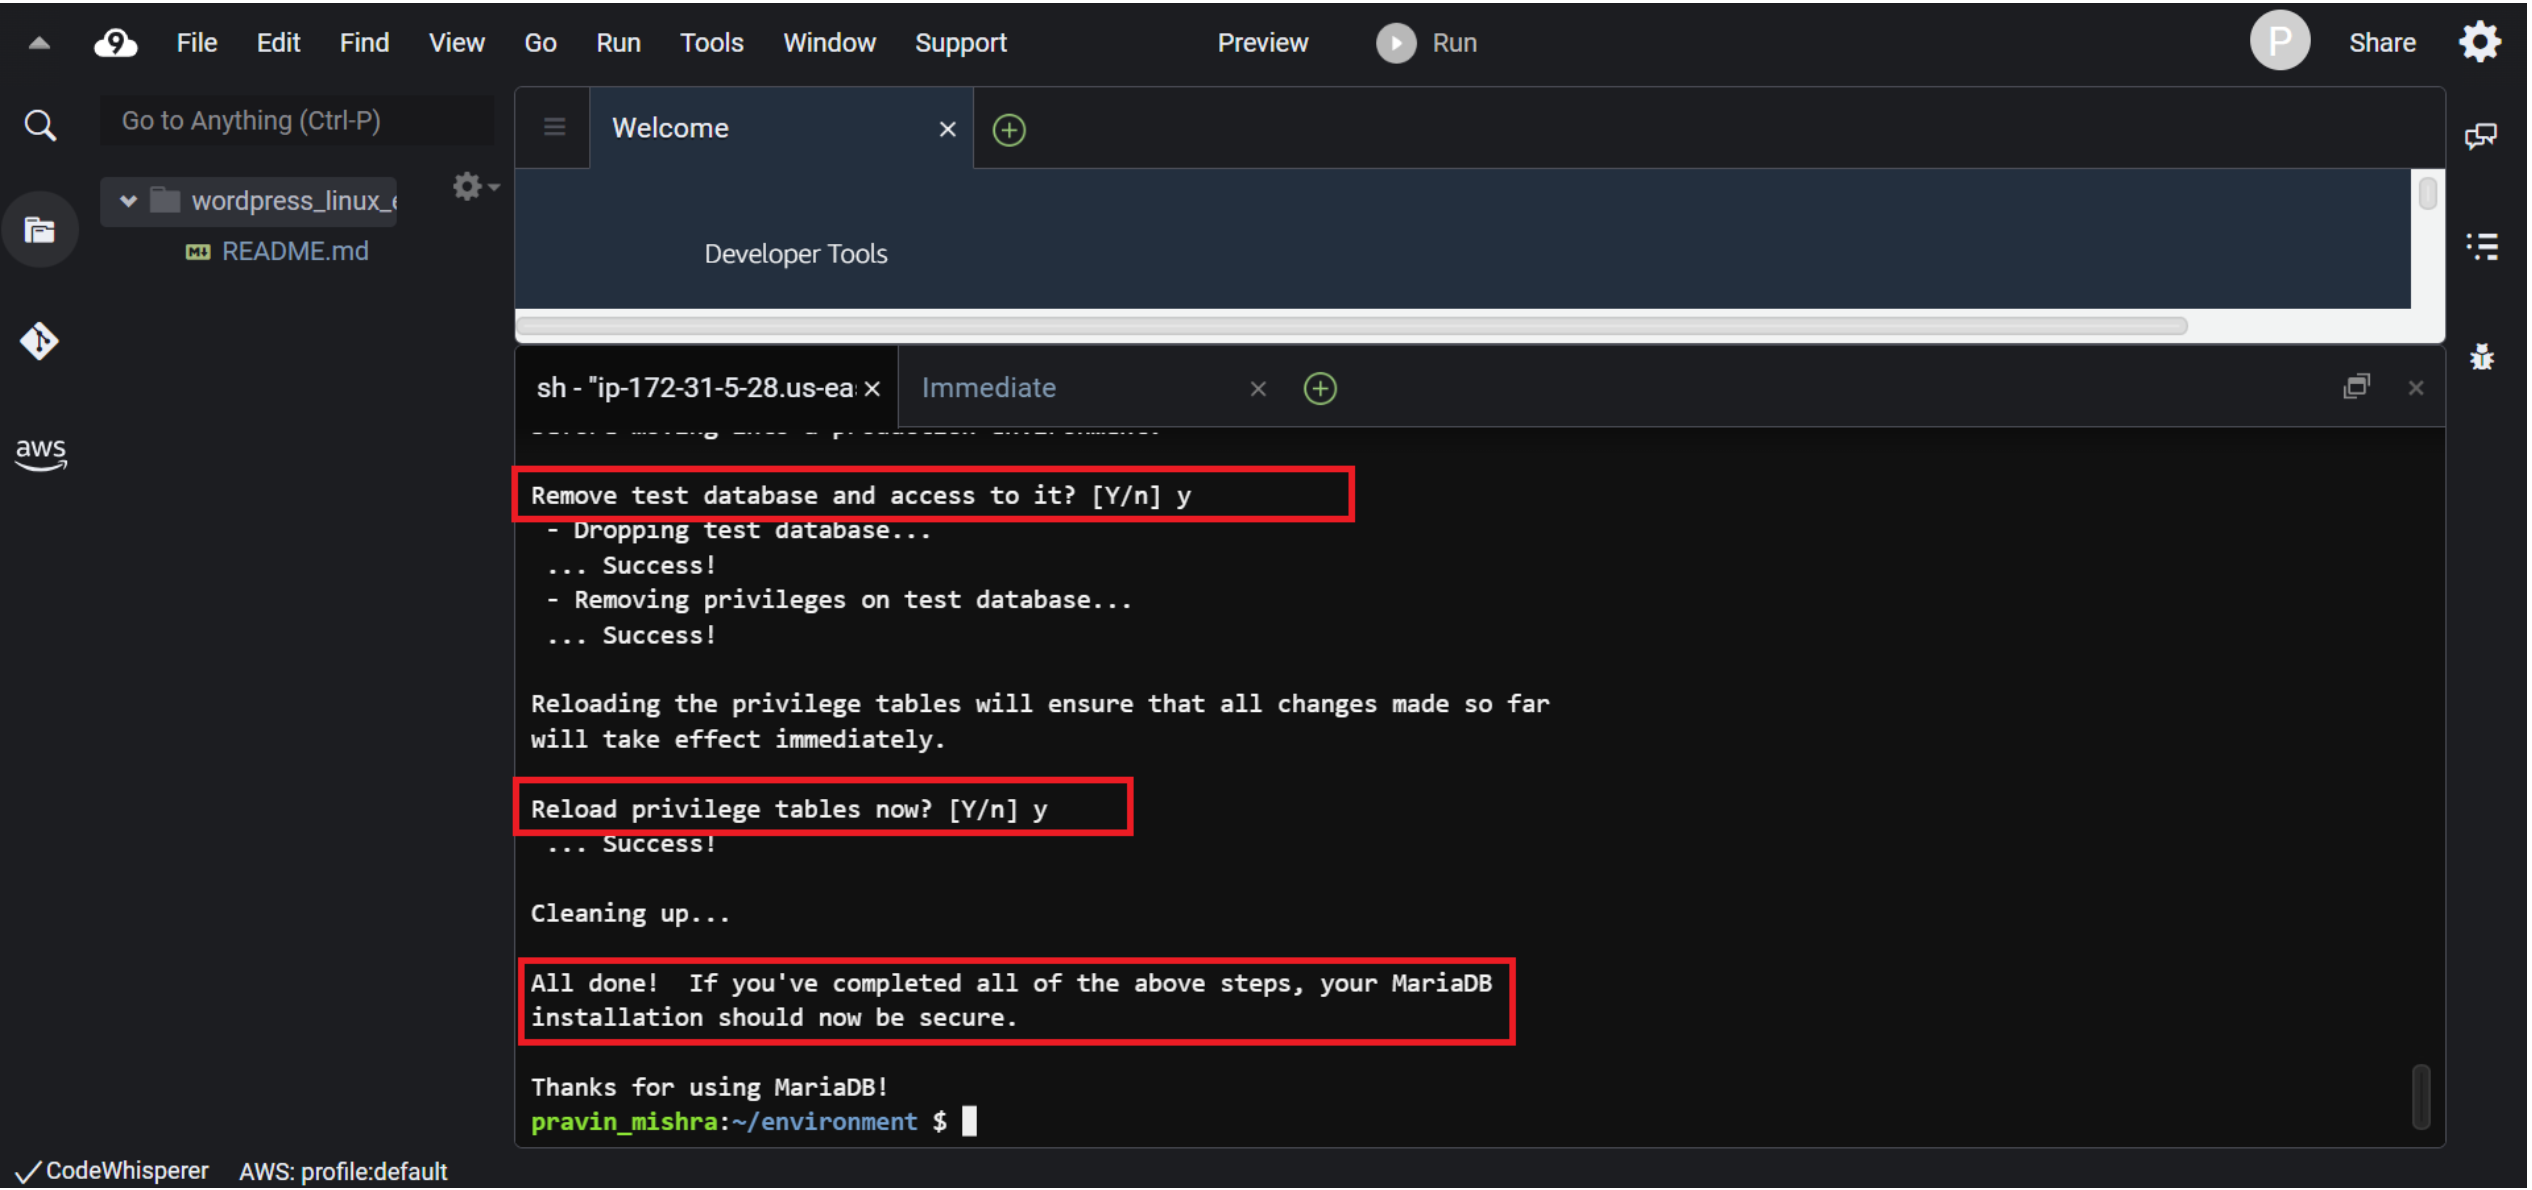 9 File Edit Find View Go Run Tools Window Support Preview Run P Share
Go to Anything (Ctrl-P)
wordpress_linux_
README.md
aws
Welcome
Developer Tools
sh - "ip-172-31-5-28.us-ea
Immediate
Remove test database and access to it? [Y/n] y
- Dropping test database...
... Success!
- Removing privileges on test database...
... Success!
Reloading the privilege tables will ensure that all changes made so far
will take effect immediately.
Reload privilege tables now? [Y/n] y
... Success!
Cleaning up...
All done!  If you've completed all of the above steps, your MariaDB
installation should now be secure.
Thanks for using MariaDB!
pravin_mishra:~/environment $
CodeWhisperer AWS: profile:default